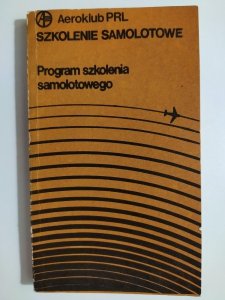 Aeroklub PRL
SZKOLENIE SAMOLOTOWE
Program szkolenia
samolotowego